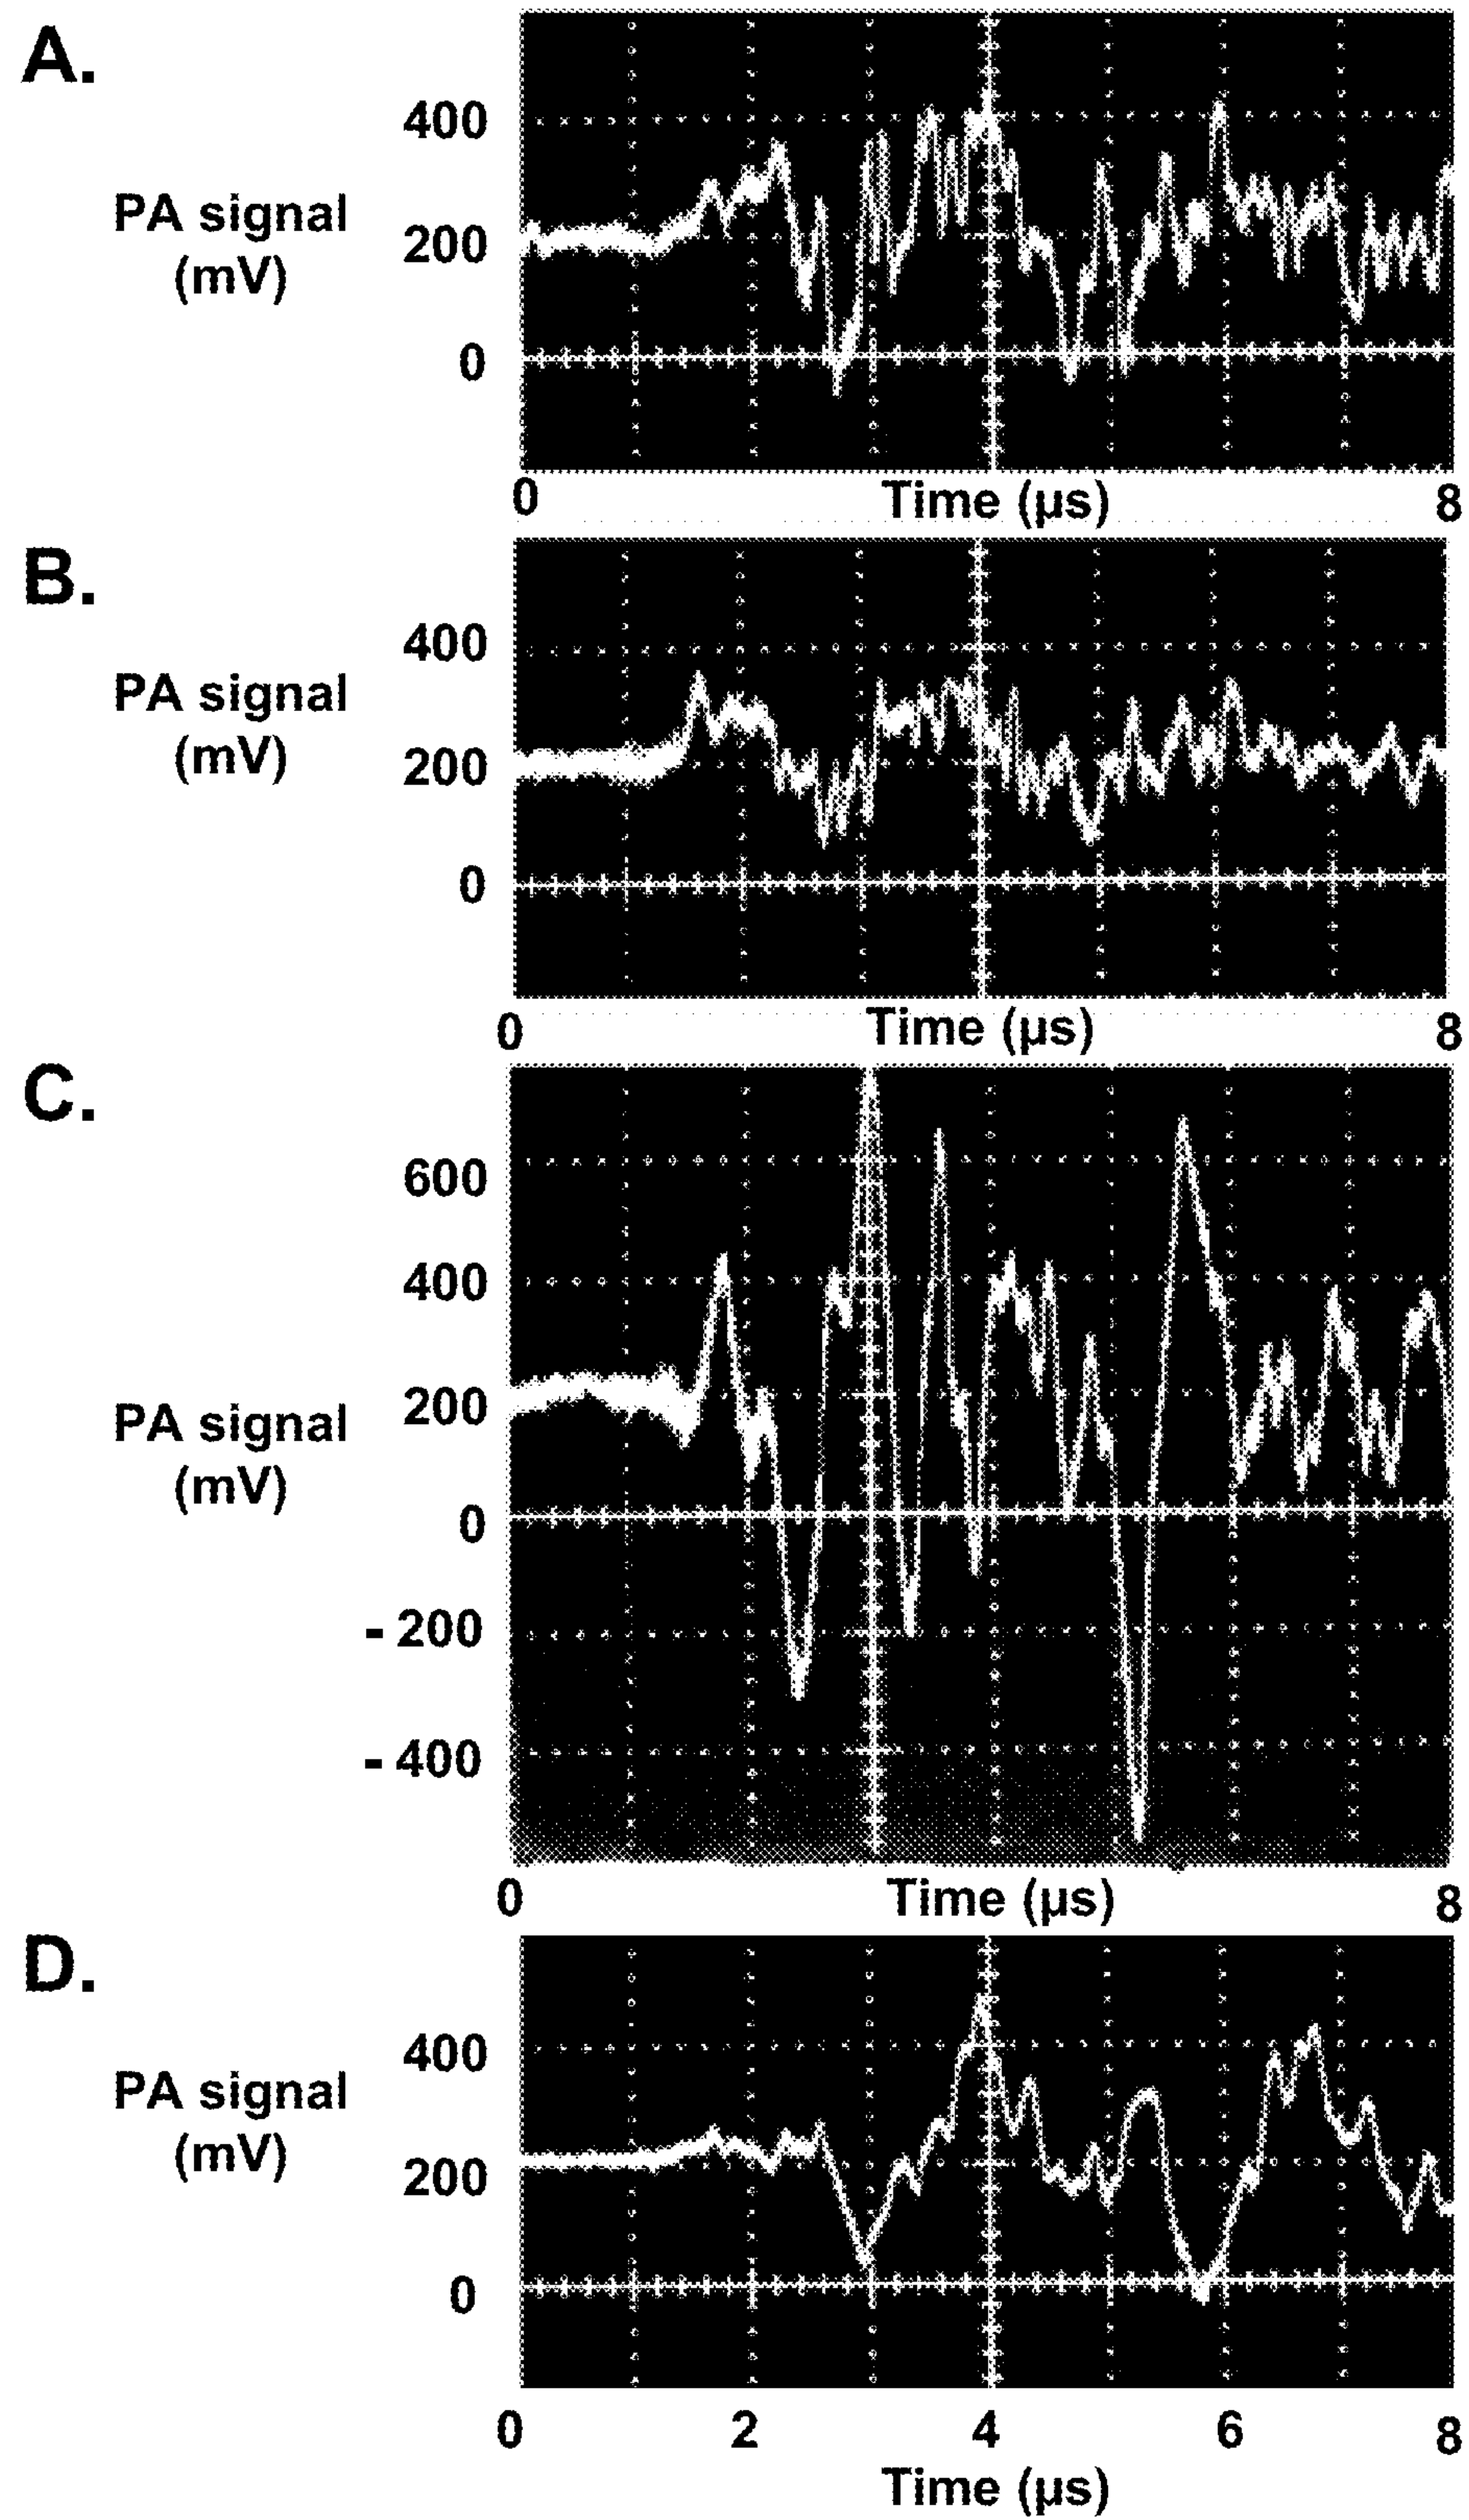 A.
400
PA signal
(mV)
200
0
0 Time (µs) 8
B.
400
PA signal
(mV)
200
0
0 Time (µs) 8
C.
600
400
200
PA signal
(mV)
0
- 200
- 400
0 Time (µs) 8
D.
400
PA signal
(mV)
200
0
0 2 4 6 8
Time (µs)